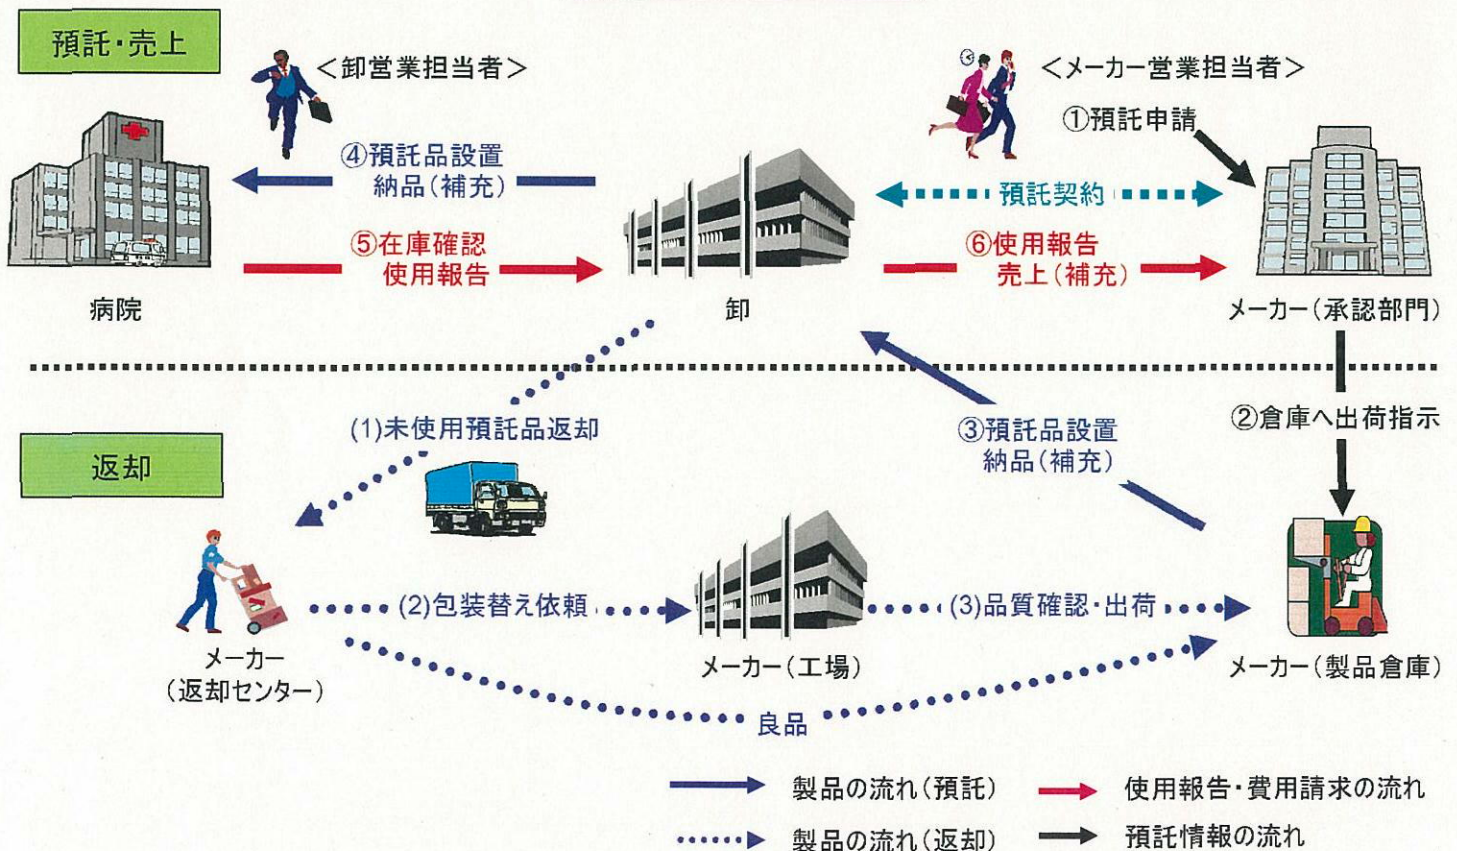 預託・売上
＜卸営業担当者＞
＜メーカー営業担当者＞
①預託申請
④預託品設置
納品(補充)
預託契約
⑤在庫確認
使用報告
⑥使用報告
売上(補充)
病院
卸
メーカー(承認部門)
(1)未使用預託品返却
③預託品設置
納品(補充)
②倉庫へ出荷指示
返却
(2)包装替え依頼
(3)品質確認・出荷
メーカー
(返却センター)
メーカー(工場)
メーカー(製品倉庫)
良品
製品の流れ(預託)
使用報告・費用請求の流れ
製品の流れ(返却)
預託情報の流れ